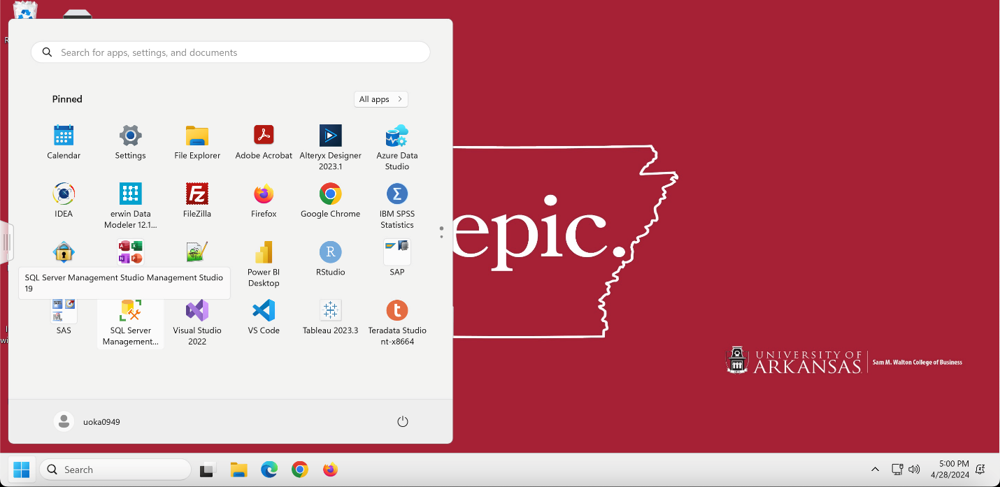 R
Search for apps, settings, and documents
Pinned
All apps
Calendar
Settings
File Explorer
Adobe Acrobat
Alteryx Designer
2023.1
Azure Data
Studio
IDEA
erwin Data
Modeler 12.1...
FileZilla
Firefox
Google Chrome
IBM SPSS
Statistics
Power BI
Desktop
RStudio
SAP
SQL Server Management Studio Management Studio
19
SAS
SQL Server
Management...
Visual Studio
2022
VS Code
Tableau 2023.3
Teradata Studio
nt-x8664
wi
epic.
UNIVERSITY OF
ARKANSAS
Sam M. Walton College of Business
uoka0949
Search
5:00 PM
4/28/2024